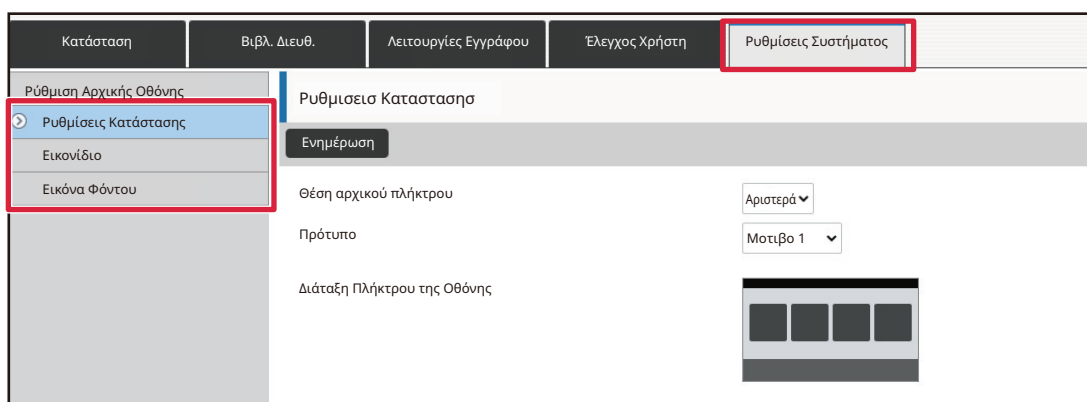 Κατάσταση
Βιβλ. Διευθ.
Λειτουργίες Εγγράφου
Έλεγχος Χρήστη
Ρυθμίσεις Συστήματος
Ρύθμιση Αρχικής Οθόνης
Ρυθμίσεις Κατάστασης
Εικονίδιο
Εικόνα Φόντου
Ρυθμισεισ Καταστασησ
Ενημέρωση
Θέση αρχικού πλήκτρου
Αριστερά
Πρότυπο
Μοτιβο 1
Διάταξη Πλήκτρου της Οθόνης